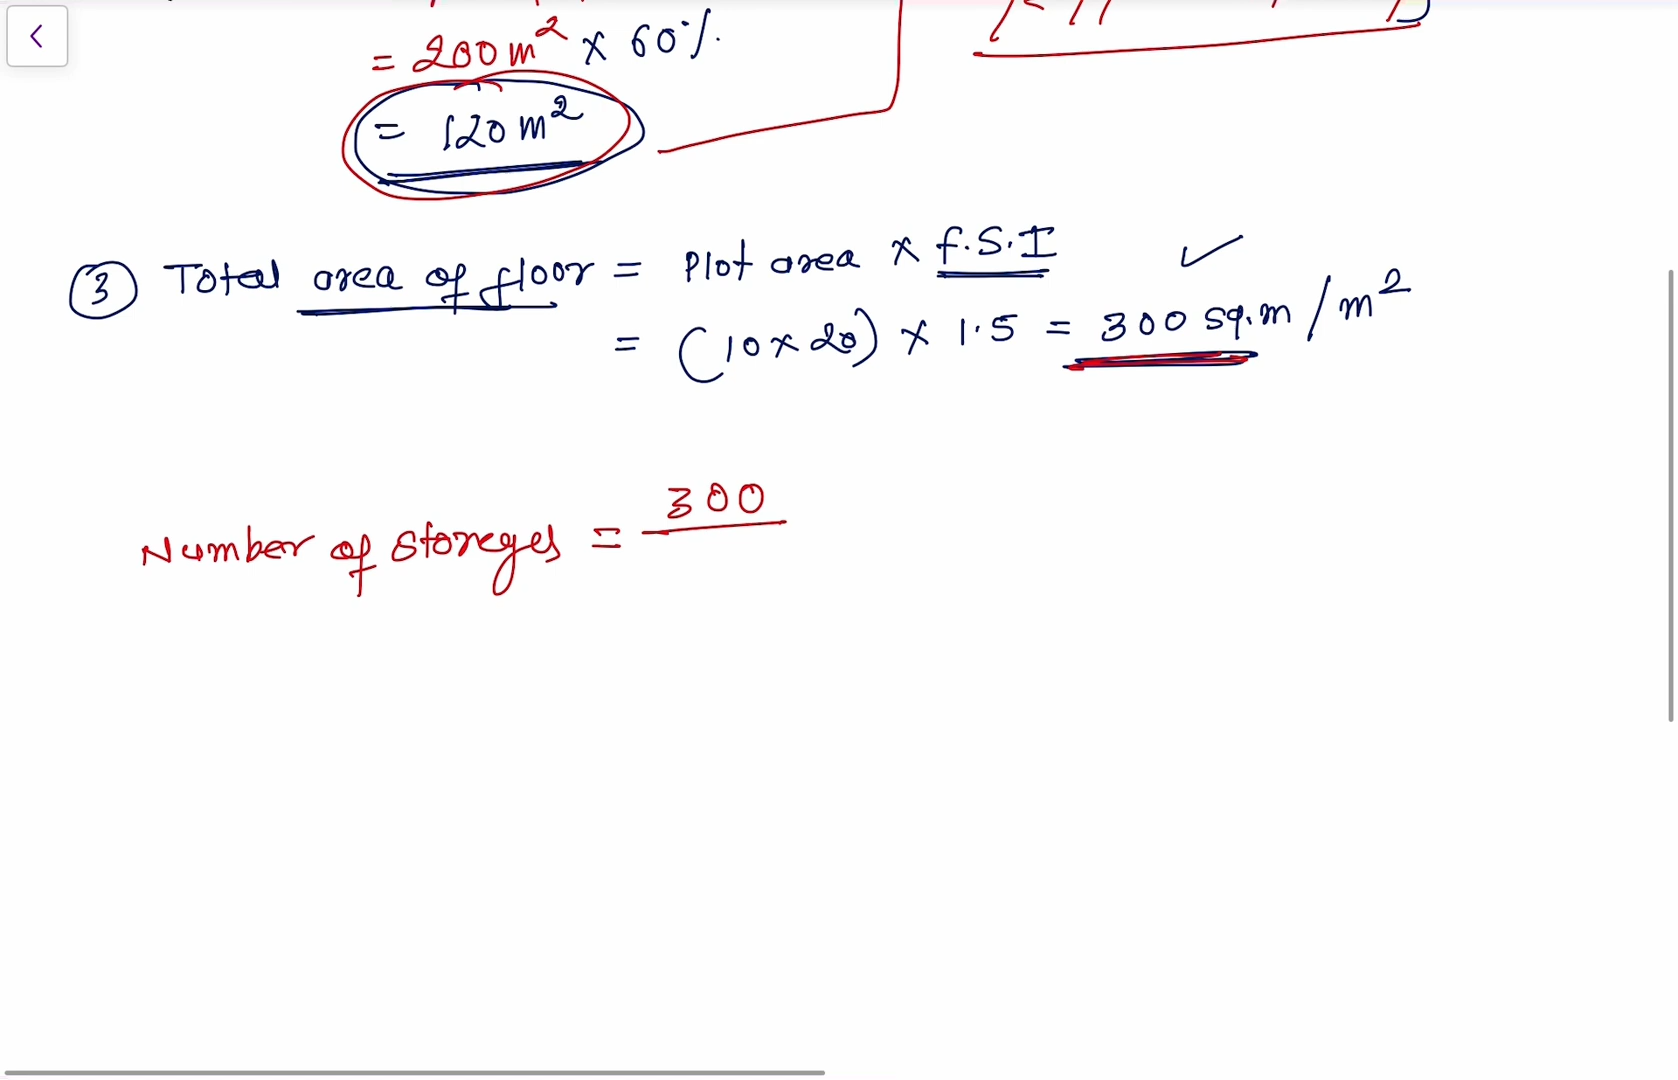 = 200 m² × 60%.
= 120 m²
③ Total area of floor = Plot area × F.S.I ✓
= (10 × 20) × 1.5 = 300 sq.m / m²
300
Number of storeyes =